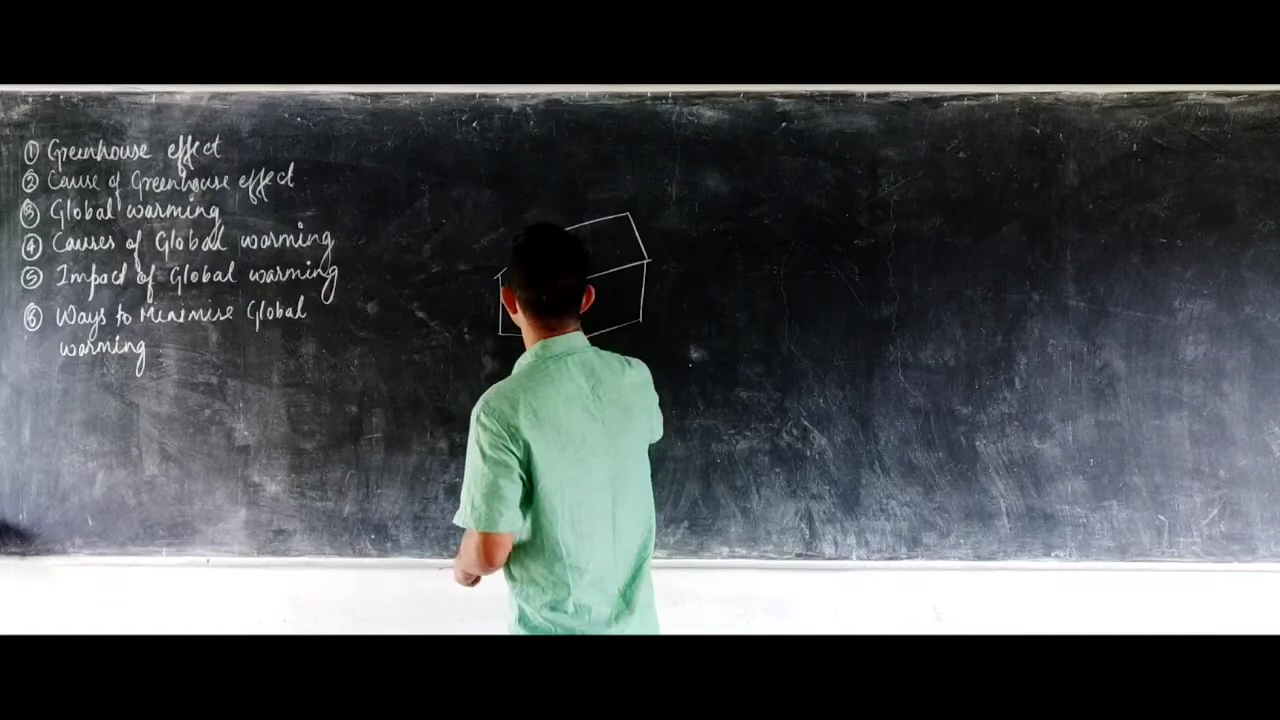 ① Greenhouse effect
② Cause of Greenhouse effect
③ Global warming
④ Causes of Global warming
⑤ Impact of Global warming
⑥ Ways to Minimise Global
warming